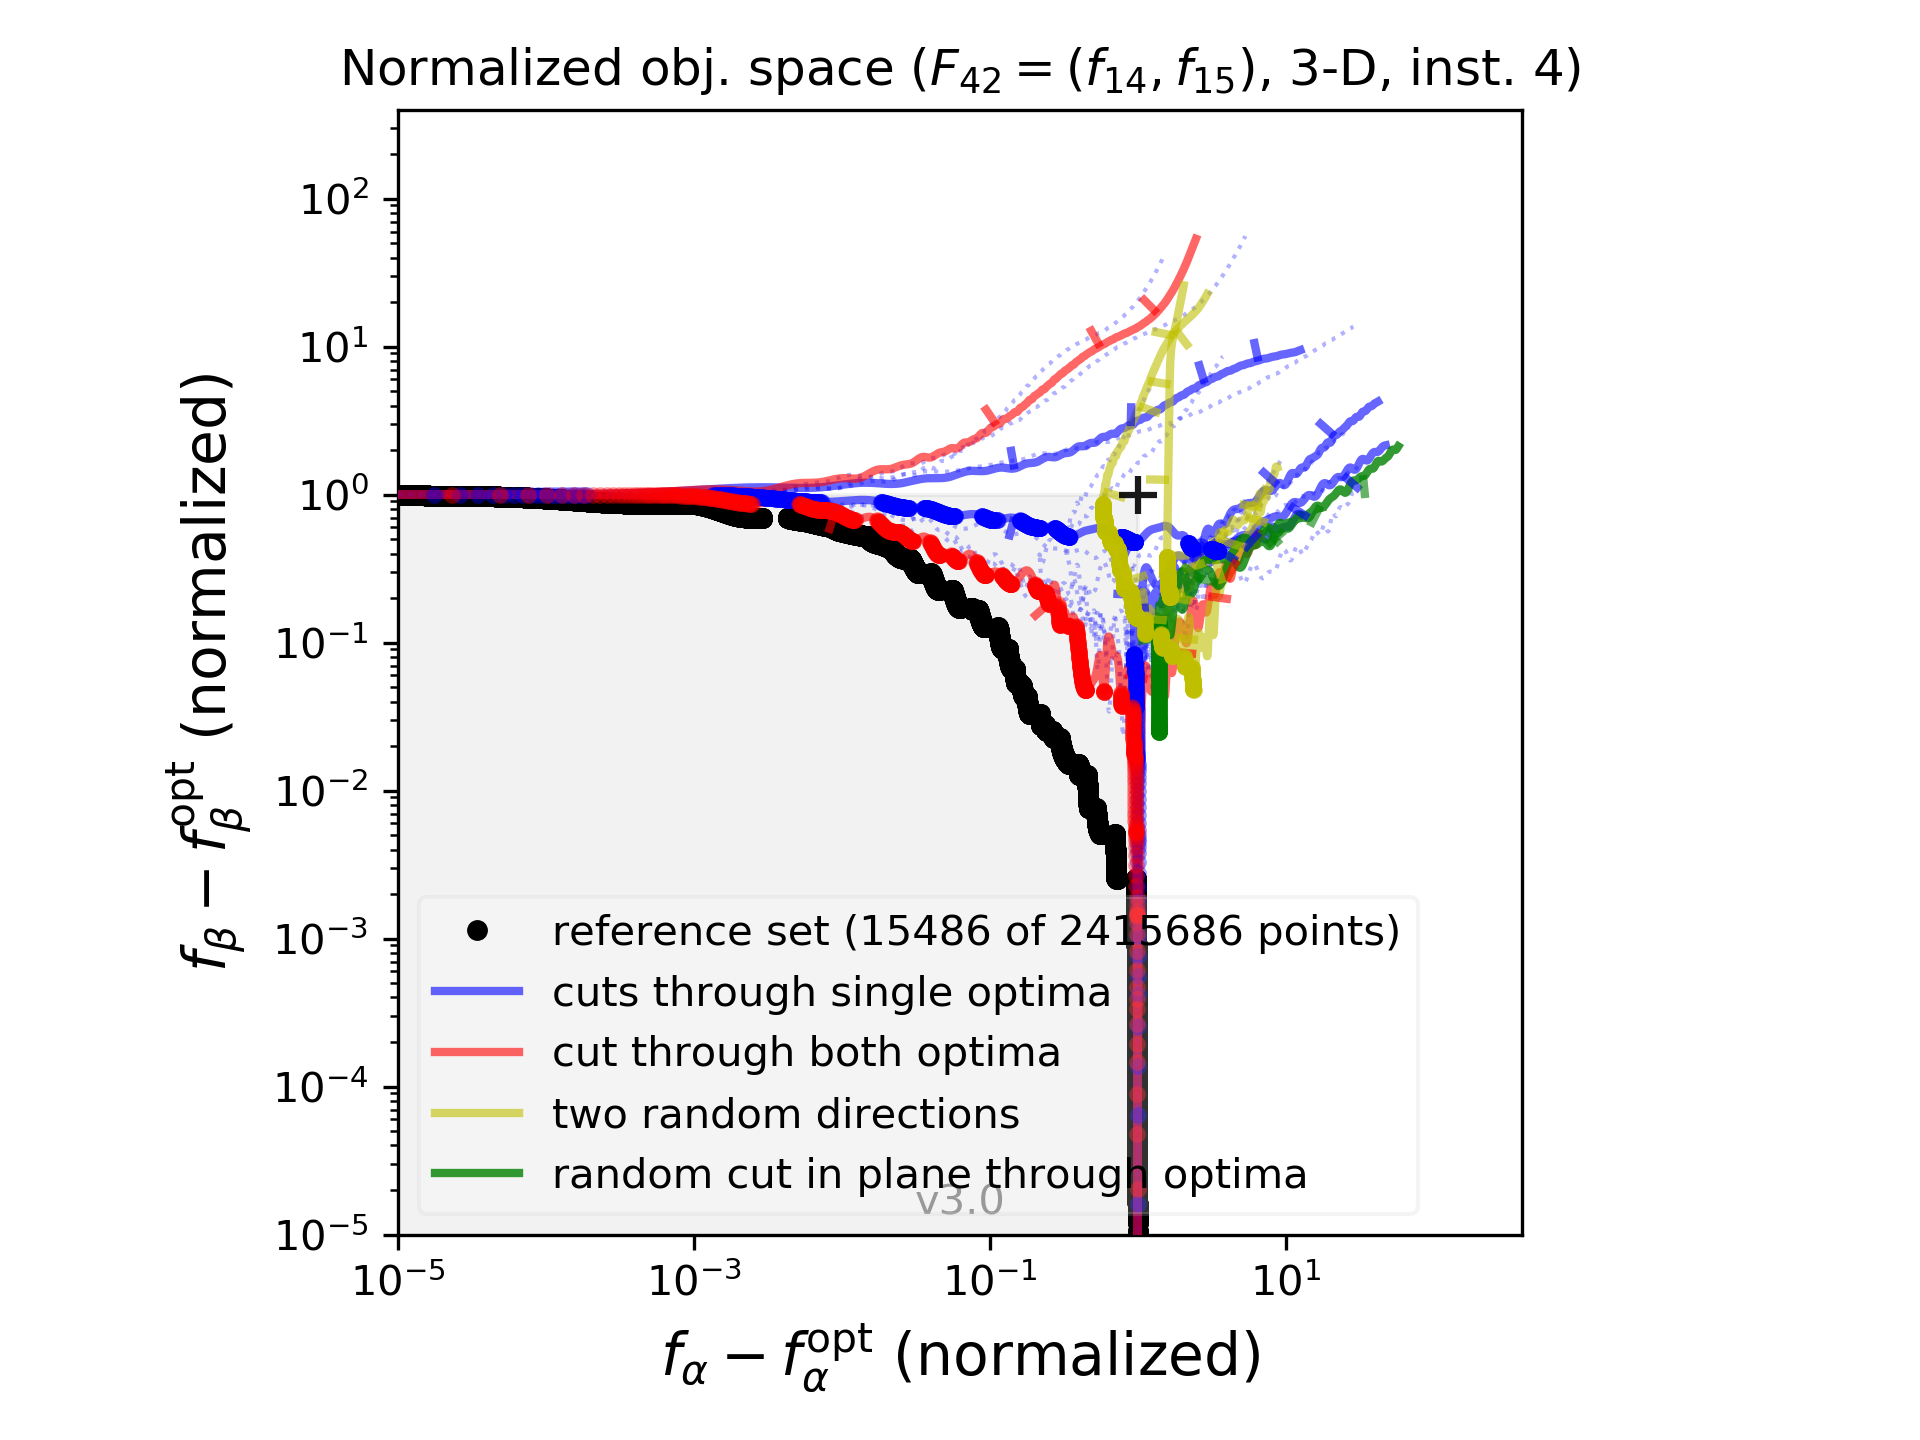 Normalized obj. space (F₄₂ = (f₁₄, f₁₅), 3-D, inst. 4)
10²
10¹
10⁰
10⁻¹
10⁻²
10⁻³
10⁻⁴
10⁻⁵
f_β − f_β^opt (normalized)
reference set (15486 of 2415686 points)
cuts through single optima
cut through both optima
two random directions
random cut in plane through optima
v3.0
10⁻⁵ 10⁻³ 10⁻¹ 10¹
f_α − f_α^opt (normalized)